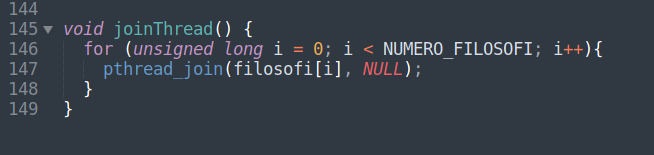 144
145 void joinThread() {
146 for (unsigned long i = 0; i < NUMERO_FILOSOFI; i++){
147 pthread_join(filosofi[i], NULL);
148 }
149 }